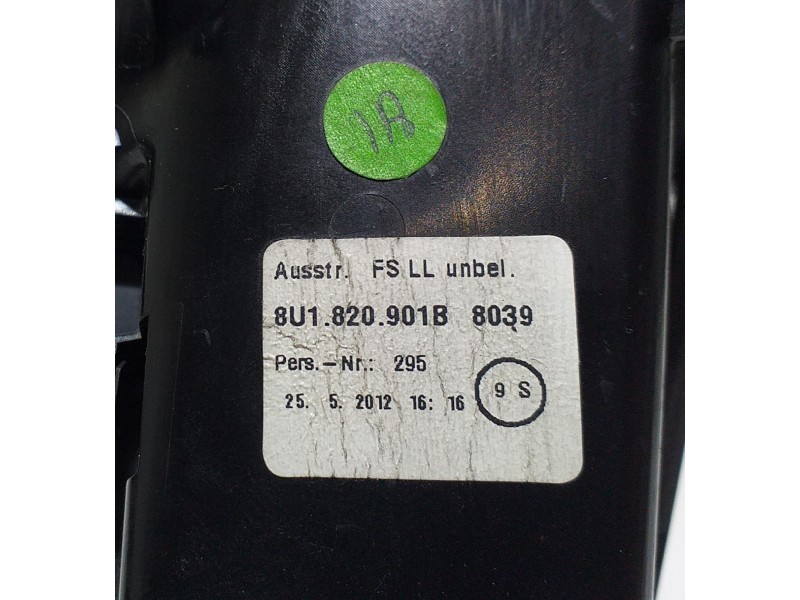 1R
Ausstr. FS LL unbel.
8U1.820.901B 8039
Pers.-Nr.: 295
25. 5. 2012 16:16
9 S